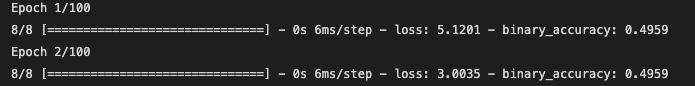 Epoch 1/100
8/8 [==============================] - 0s 6ms/step - loss: 5.1201 - binary_accuracy: 0.4959
Epoch 2/100
8/8 [==============================] - 0s 6ms/step - loss: 3.0035 - binary_accuracy: 0.4959